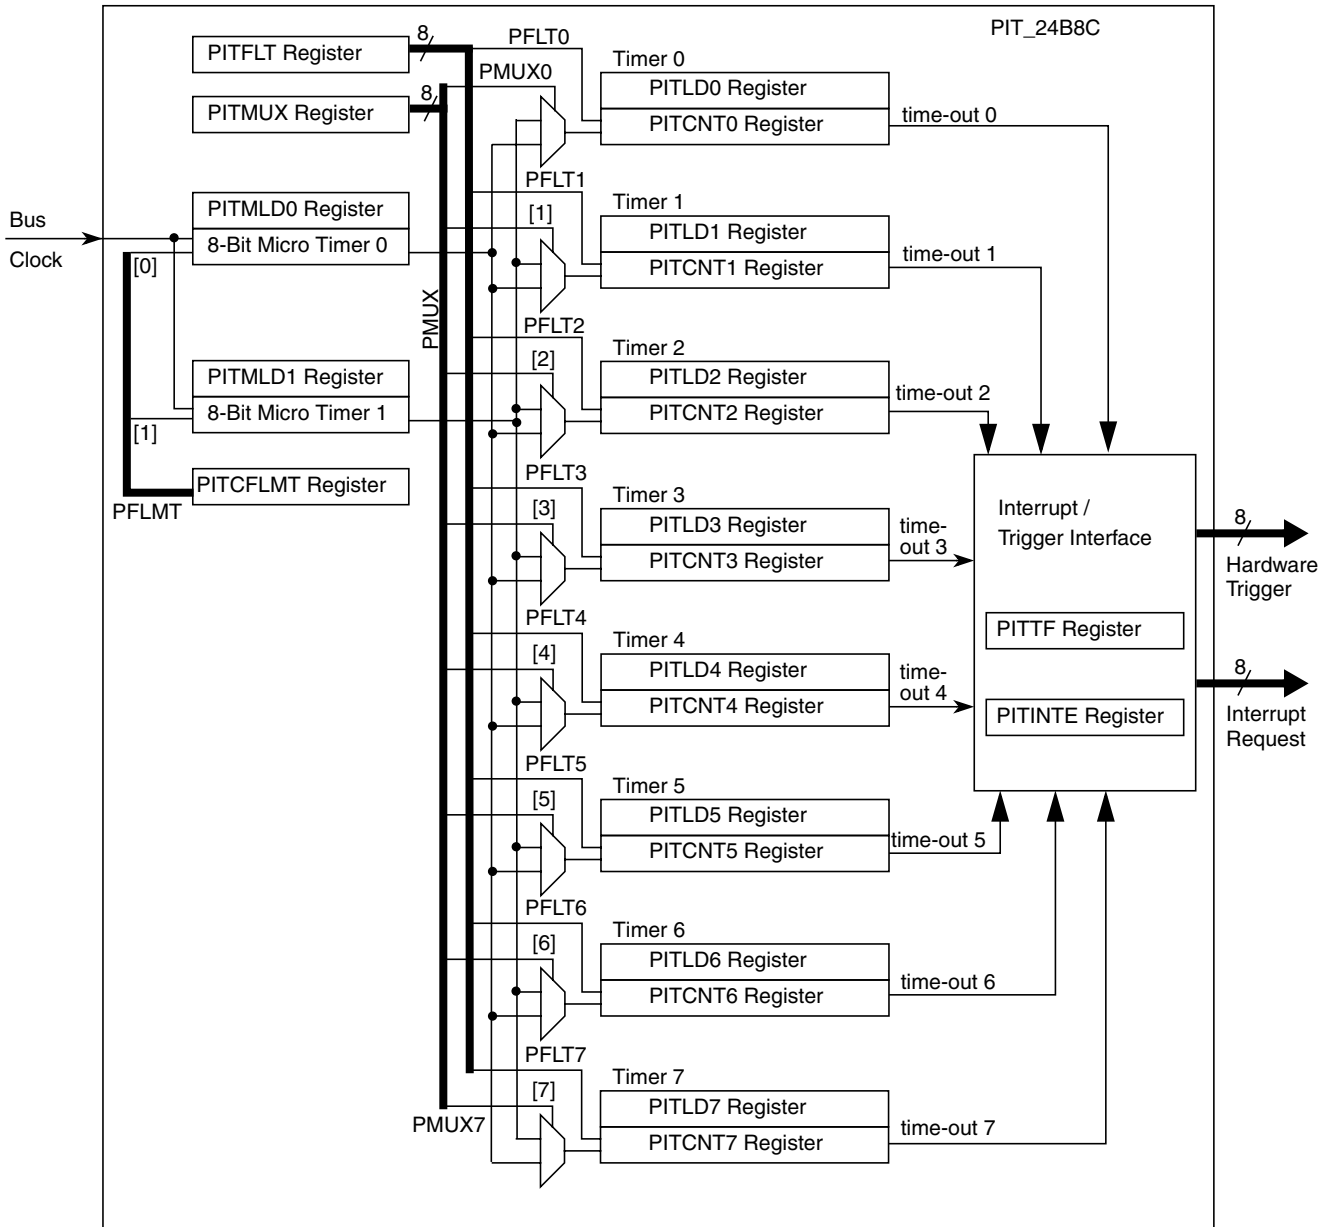 PIT_24B8C
8
PITFLT Register
8
PITMUX Register
PITMLD0 Register
8-Bit Micro Timer 0
Bus
Clock
[0]
PITMLD1 Register
8-Bit Micro Timer 1
[1]
PITCFLMT Register
PFLMT
PMUX
PFLT0
PMUX0
Timer 0
PITLD0 Register
PITCNT0 Register
time-out 0
PFLT1
[1]
Timer 1
PITLD1 Register
PITCNT1 Register
time-out 1
PFLT2
[2]
Timer 2
PITLD2 Register
PITCNT2 Register
time-out 2
PFLT3
[3]
Timer 3
PITLD3 Register
PITCNT3 Register
time-
out 3
PFLT4
[4]
Timer 4
PITLD4 Register
PITCNT4 Register
time-
out 4
PFLT5
[5]
Timer 5
PITLD5 Register
PITCNT5 Register
time-out 5
PFLT6
[6]
Timer 6
PITLD6 Register
PITCNT6 Register
time-out 6
PFLT7
[7]
PMUX7
Timer 7
PITLD7 Register
PITCNT7 Register
time-out 7
Interrupt /
Trigger Interface
PITTF Register
PITINTE Register
8
Hardware
Trigger
8
Interrupt
Request